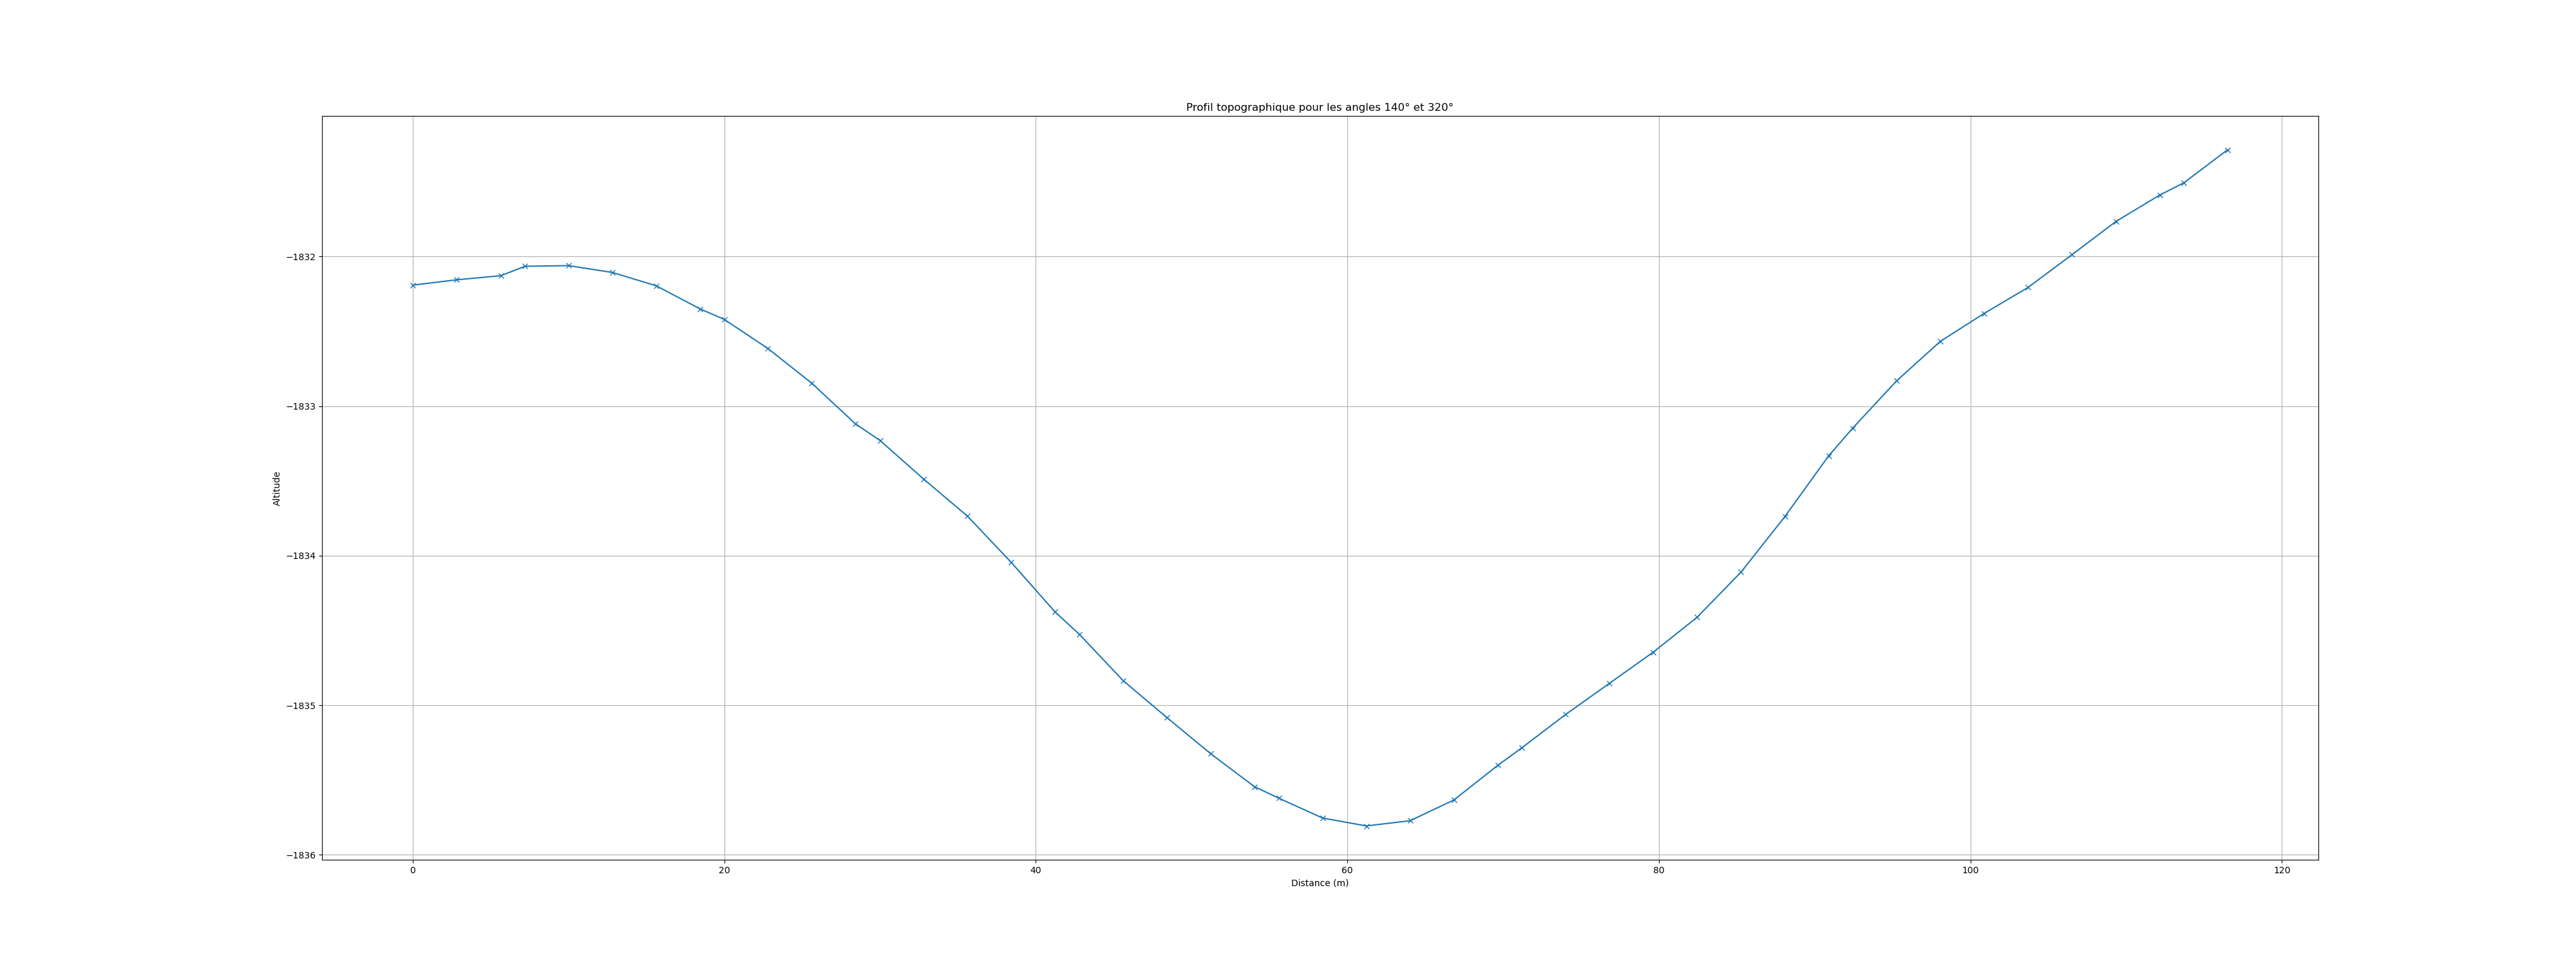 Profil topographique pour les angles 140° et 320°
Altitude
−1832
−1833
−1834
−1835
−1836
0 20 40 60 80 100 120
Distance (m)